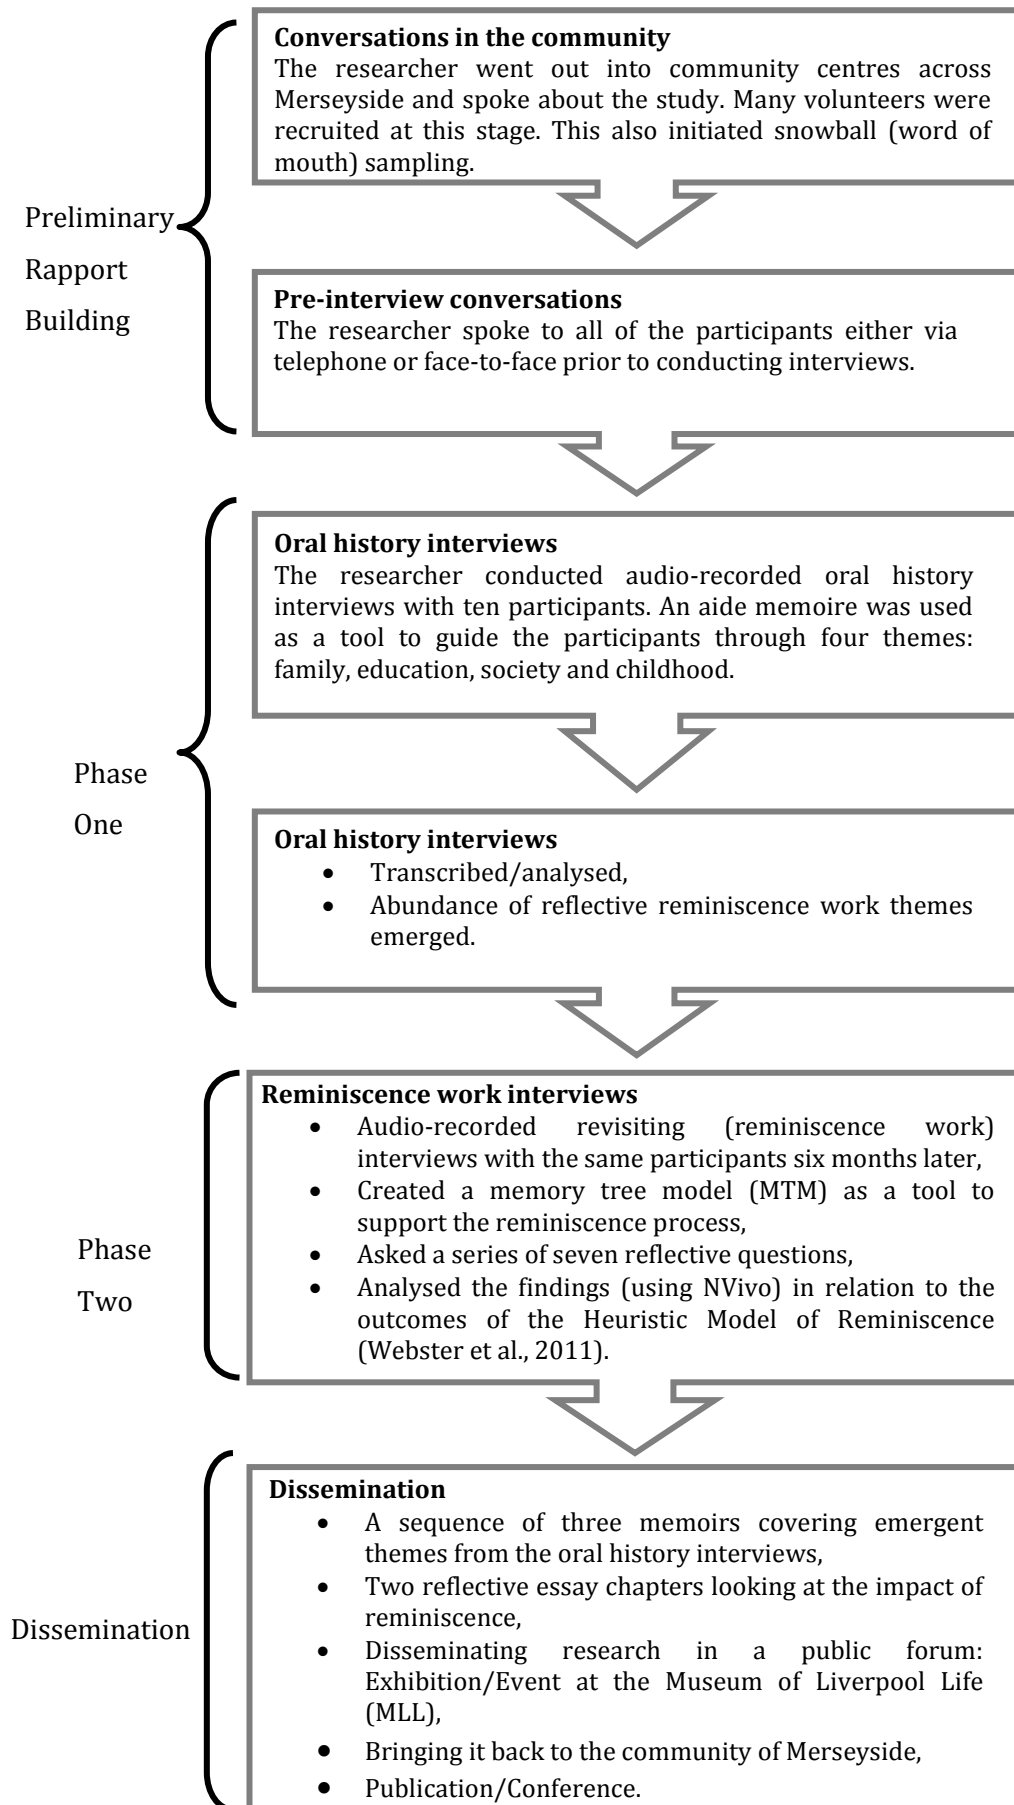 Conversations in the community
The researcher went out into community centres across
Merseyside and spoke about the study. Many volunteers were
recruited at this stage. This also initiated snowball (word of
mouth) sampling.
Preliminary
Rapport
Building
Pre-interview conversations
The researcher spoke to all of the participants either via
telephone or face-to-face prior to conducting interviews.
Oral history interviews
The researcher conducted audio-recorded oral history
interviews with ten participants. An aide memoire was used
as a tool to guide the participants through four themes:
family, education, society and childhood.
Phase
One
Oral history interviews
• Transcribed/analysed,
• Abundance of reflective reminiscence work themes
emerged.
Reminiscence work interviews
• Audio-recorded revisiting (reminiscence work)
interviews with the same participants six months later,
• Created a memory tree model (MTM) as a tool to
support the reminiscence process,
• Asked a series of seven reflective questions,
• Analysed the findings (using NVivo) in relation to the
outcomes of the Heuristic Model of Reminiscence
(Webster et al., 2011).
Phase
Two
Dissemination
• A sequence of three memoirs covering emergent
themes from the oral history interviews,
• Two reflective essay chapters looking at the impact of
reminiscence,
• Disseminating research in a public forum:
Exhibition/Event at the Museum of Liverpool Life
(MLL),
• Bringing it back to the community of Merseyside,
• Publication/Conference.
Dissemination